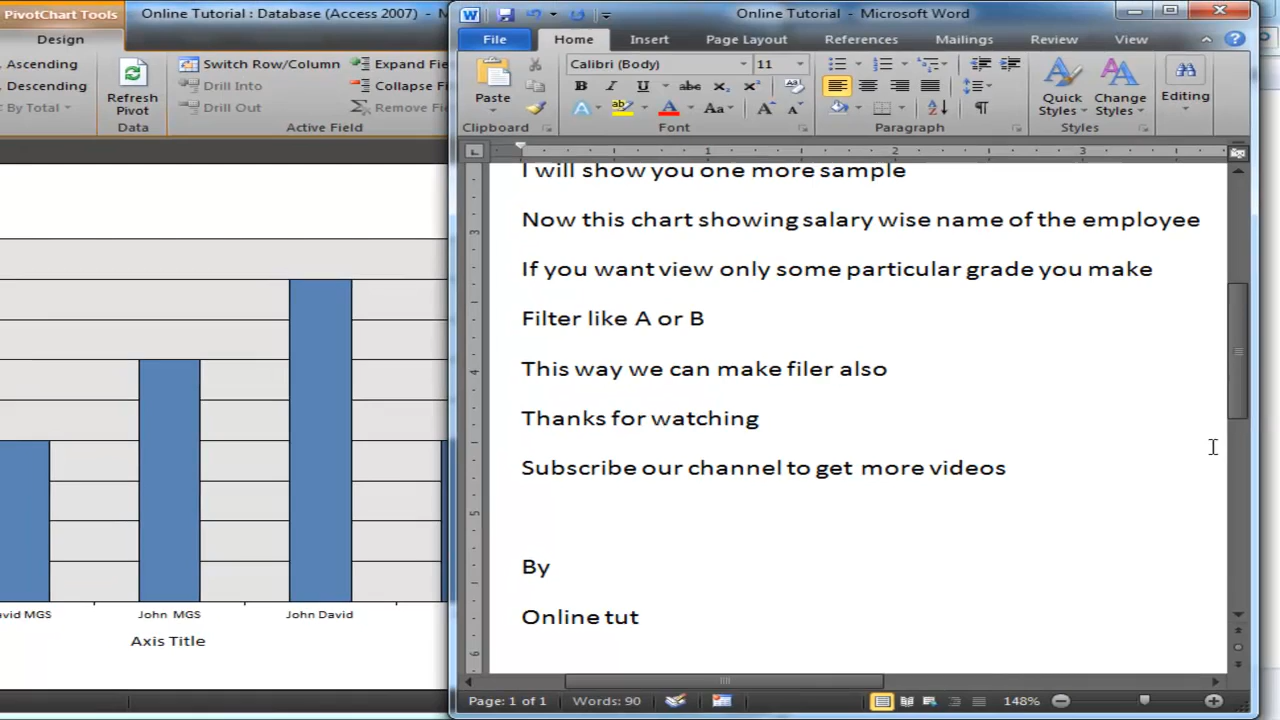 PivotChart Tools
Online Tutorial : Database (Access 2007) - M
Design
Ascending
Descending
By Total
Refresh
Pivot
Data
Switch Row/Column
Drill Into
Drill Out
Expand Fie
Collapse F
Remove F
Active Field
David MGS
John MGS
John David
Axis Title
Online Tutorial - Microsoft Word
File
Home
Insert
Page Layout
References
Mailings
Review
View
Paste
Clipboard
Calibri (Body)
11
Font
Paragraph
Quick
Styles
Change
Styles
Styles
Editing
1
2
3
I will show you one more sample
Now this chart showing salary wise name of the employee
If you want view only some particular grade you make
Filter like A or B
This way we can make filer also
Thanks for watching
Subscribe our channel to get more videos
By
Online tut
Page: 1 of 1
Words: 90
148%